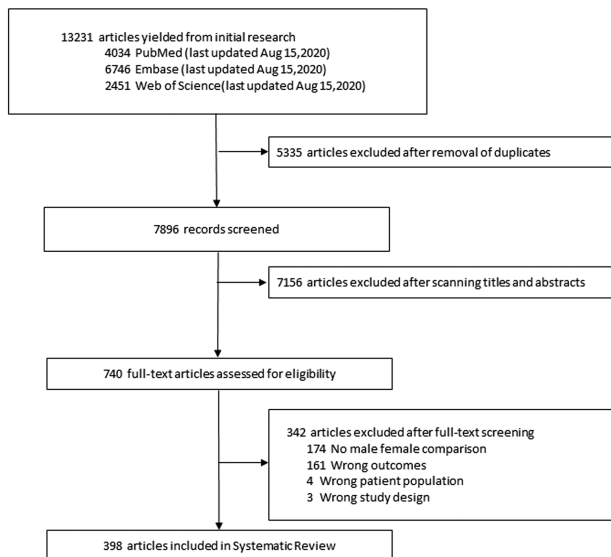 13231 articles yielded from initial research
4034 PubMed (last updated Aug 15,2020)
6746 Embase (last updated Aug 15,2020)
2451 Web of Science(last updated Aug 15,2020)
5335 articles excluded after removal of duplicates
7896 records screened
7156 articles excluded after scanning titles and abstracts
740 full-text articles assessed for eligibility
342 articles excluded after full-text screening
174 No male female comparison
161 Wrong outcomes
4 Wrong patient population
3 Wrong study design
398 articles included in Systematic Review